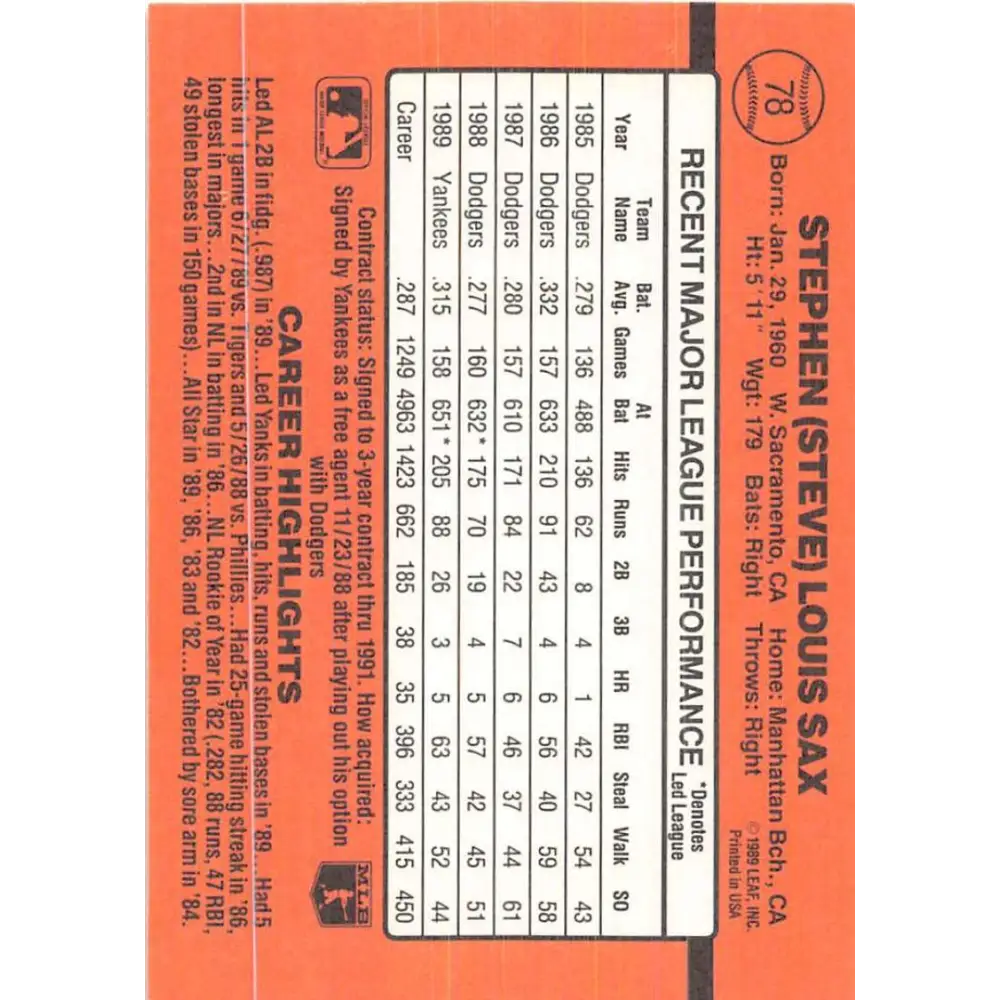 78
STEPHEN (STEVE) LOUIS SAX
Born: Jan. 29, 1960 W. Sacramento, CA Home: Manhattan Bch., CA
Ht: 5'11" Wgt: 179 Bats: Right Throws: Right
©1989 LEAF, INC.
Printed in USA
RECENT MAJOR LEAGUE PERFORMANCE
*Denotes
Led League
Year Team Name Bat. Avg. Games At Bat Hits Runs 2B 3B HR RBI Steal Walk SO
1985 Dodgers .279 136 488 136 62 8 4 1 42 27 54 43
1986 Dodgers .332 157 633 210 91 43 4 6 56 40 59 58
1987 Dodgers .280 157 610 171 84 22 7 6 46 37 44 61
1988 Dodgers .277 160 632* 175 70 19 4 5 57 42 45 51
1989 Yankees .315 158 651* 205 88 26 3 5 63 43 52 44
Career .287 1249 4963 1423 662 185 38 35 396 333 415 450
Contract status: Signed to 3-year contract thru 1991. How acquired:
Signed by Yankees as a free agent 11/23/88 after playing out his option
with Dodgers
MLB
CAREER HIGHLIGHTS
Led AL 2B in fldg. (.987) in '89...Led Yanks in batting, hits, runs and stolen bases in '89...Had 5
hits in 1 game 6/27/89 vs. Tigers and 5/26/88 vs. Phillies...Had 25-game hitting streak in '86,
longest in majors...2nd in NL in batting in '86...NL Rookie of Year in '82 (.282, 88 runs, 47 RBI,
49 stolen bases in 150 games)...All Star in '89, '86, '83 and '82...Bothered by sore arm in '84.